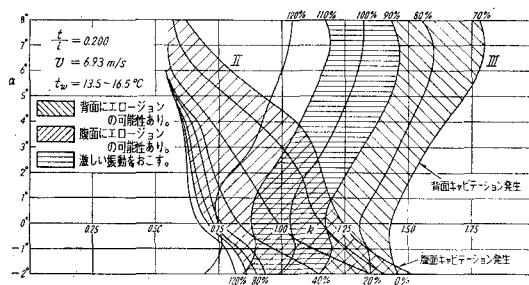 120% 110% 100% 90% 80% 70%
t/l = 0.200
v = 6.93 m/s
t_w = 13.5~16.5 °C
II
III
α
背面にエロージョン
の可能性あり。
腹面にエロージョン
の可能性あり。
激しい振動をおこす。
背面キャビテーション発生
腹面キャビテーション発生
8°
7°
6°
5°
4°
3°
2°
1°
0°
-1°
-2°
0.25 0.50 0.75 1.00 k 1.25 1.50 1.75
120% 80% 40% 20% 0%